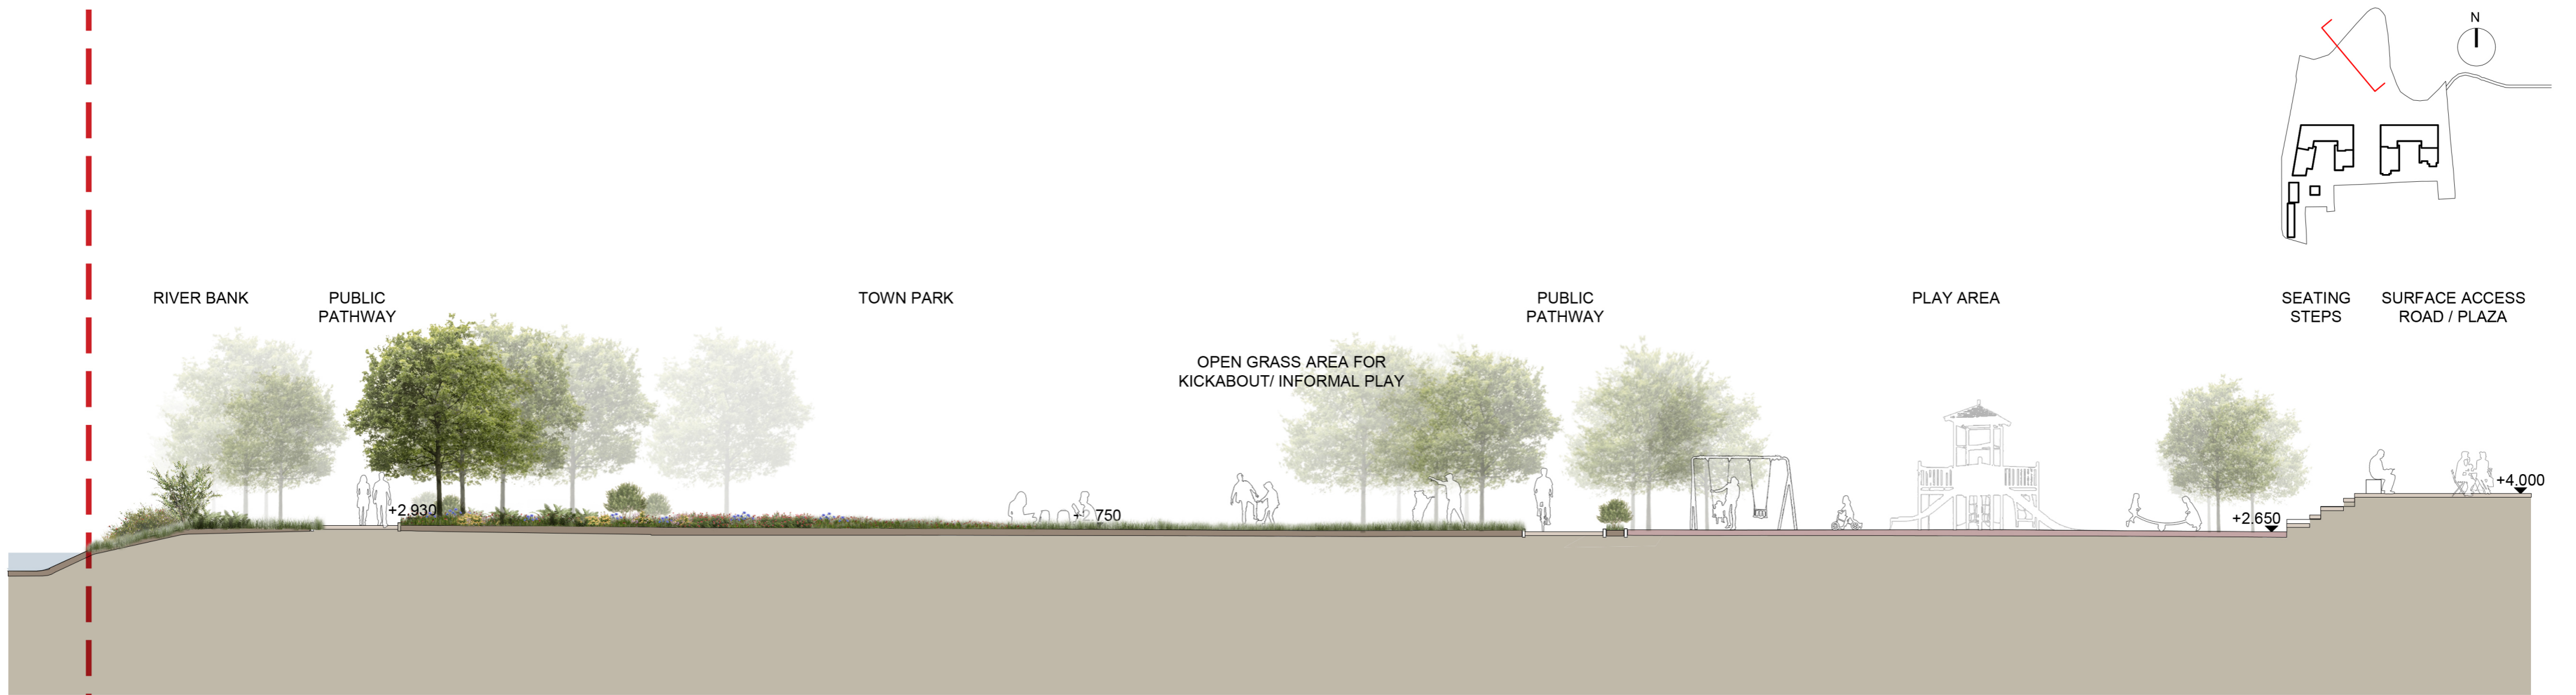 N
RIVER BANK
PUBLIC
PATHWAY
TOWN PARK
OPEN GRASS AREA FOR
KICKABOUT/ INFORMAL PLAY
PUBLIC
PATHWAY
PLAY AREA
SEATING
STEPS
SURFACE ACCESS
ROAD / PLAZA
+2.930
750
+2.650
+4.000